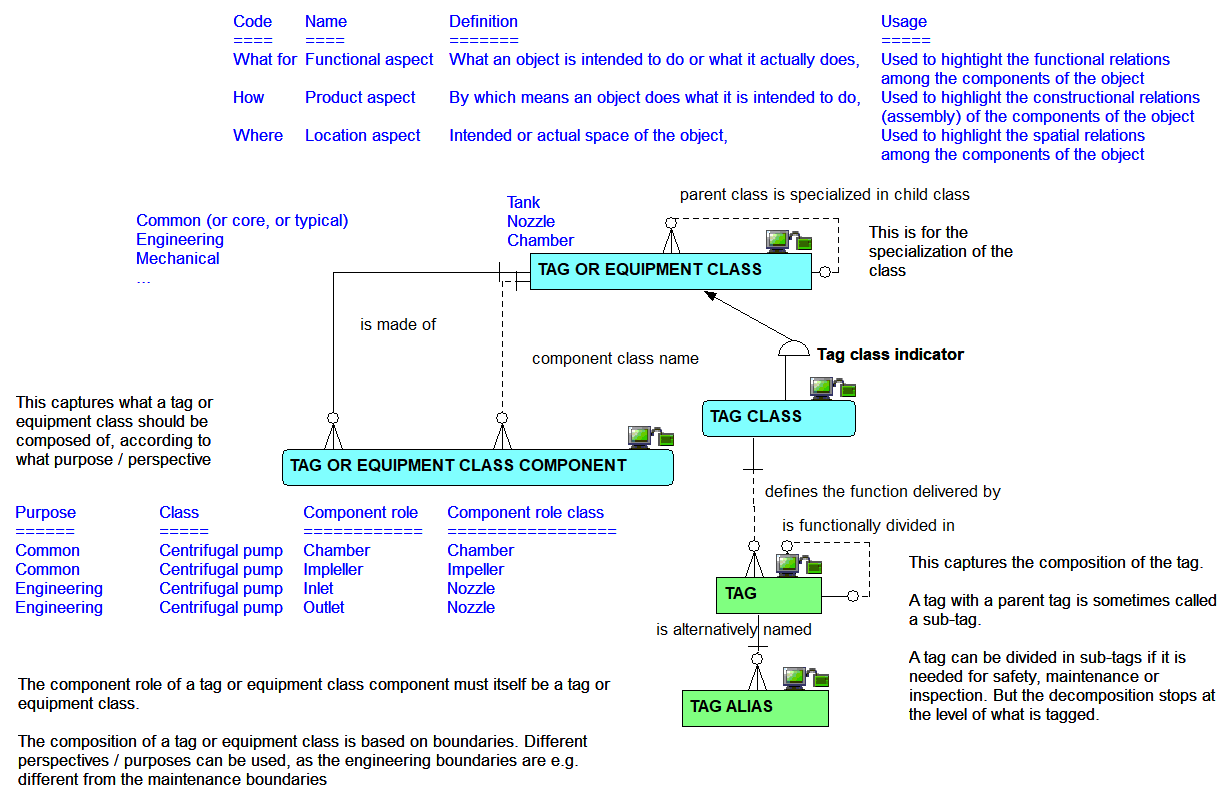 Code Name Definition Usage
==== ==== ======= =====
What for Functional aspect What an object is intended to do or what it actually does, Used to hightlight the functional relations
among the components of the object
How Product aspect By which means an object does what it is intended to do, Used to highlight the constructional relations
(assembly) of the components of the object
Where Location aspect Intended or actual space of the object, Used to highlight the spatial relations
among the components of the object
parent class is specialized in child class
Tank
Nozzle
Chamber
Common (or core, or typical)
Engineering
Mechanical
...
This is for the
specialization of the
class
TAG OR EQUIPMENT CLASS
is made of
component class name
Tag class indicator
This captures what a tag or
equipment class should be
composed of, according to
what purpose / perspective
TAG CLASS
TAG OR EQUIPMENT CLASS COMPONENT
defines the function delivered by
is functionally divided in
Purpose Class Component role Component role class
====== ===== ============ =================
Common Centrifugal pump Chamber Chamber
Common Centrifugal pump Implleler Impeller
Engineering Centrifugal pump Inlet Nozzle
Engineering Centrifugal pump Outlet Nozzle
This captures the composition of the tag.
A tag with a parent tag is sometimes called
a sub-tag.
A tag can be divided in sub-tags if it is
needed for safety, maintenance or
inspection. But the decomposition stops at
the level of what is tagged.
TAG
is alternatively named
TAG ALIAS
The component role of a tag or equipment class component must itself be a tag or
equipment class.
The composition of a tag or equipment class is based on boundaries. Different
perspectives / purposes can be used, as the engineering boundaries are e.g.
different from the maintenance boundaries